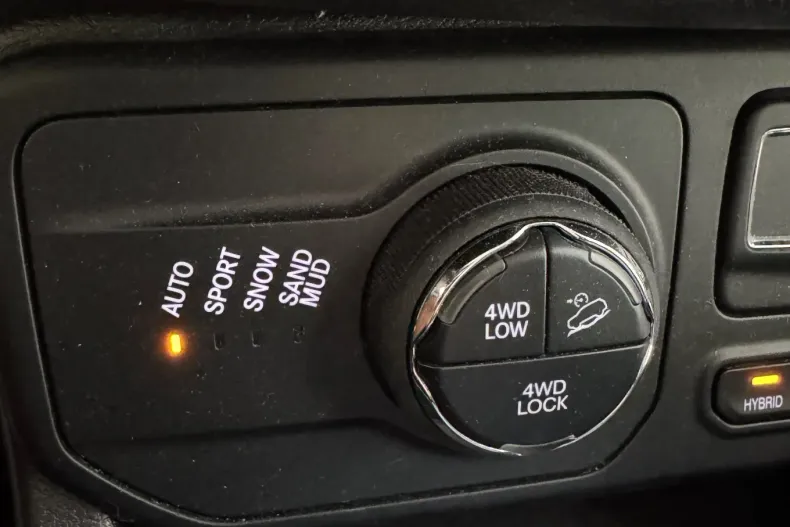 AUTO
SPORT
SNOW
SAND
MUD
4WD
LOW
4WD
LOCK
HYBRID